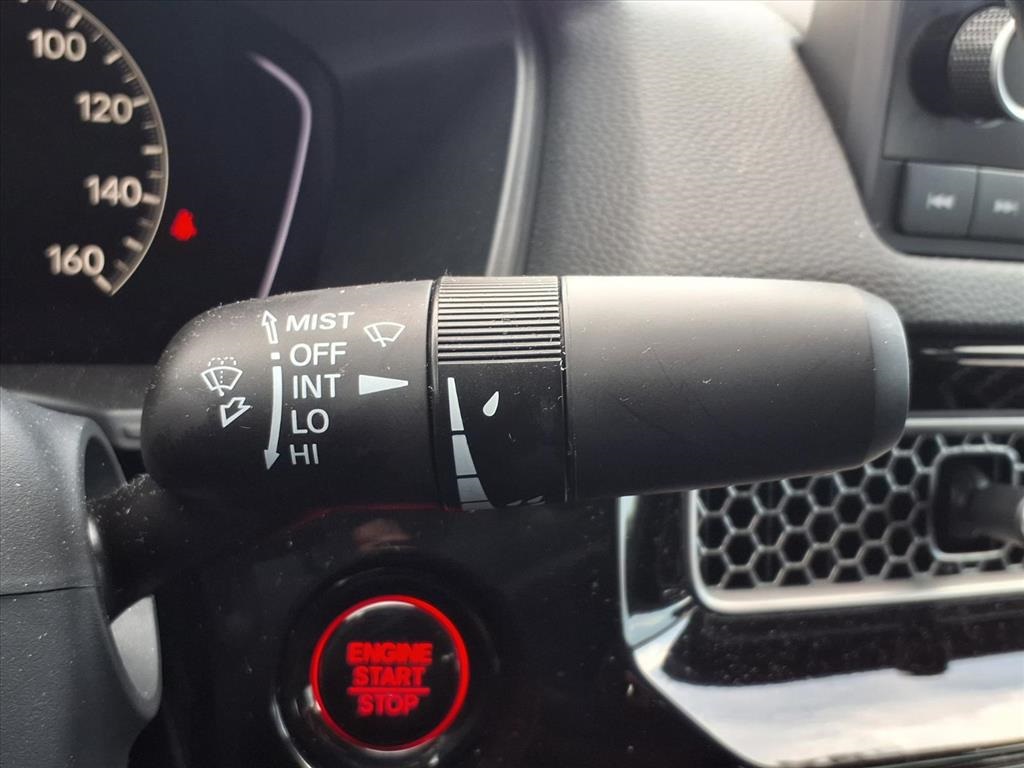 100
120
140
160
MIST
OFF
INT
LO
HI
ENGINE
START
STOP